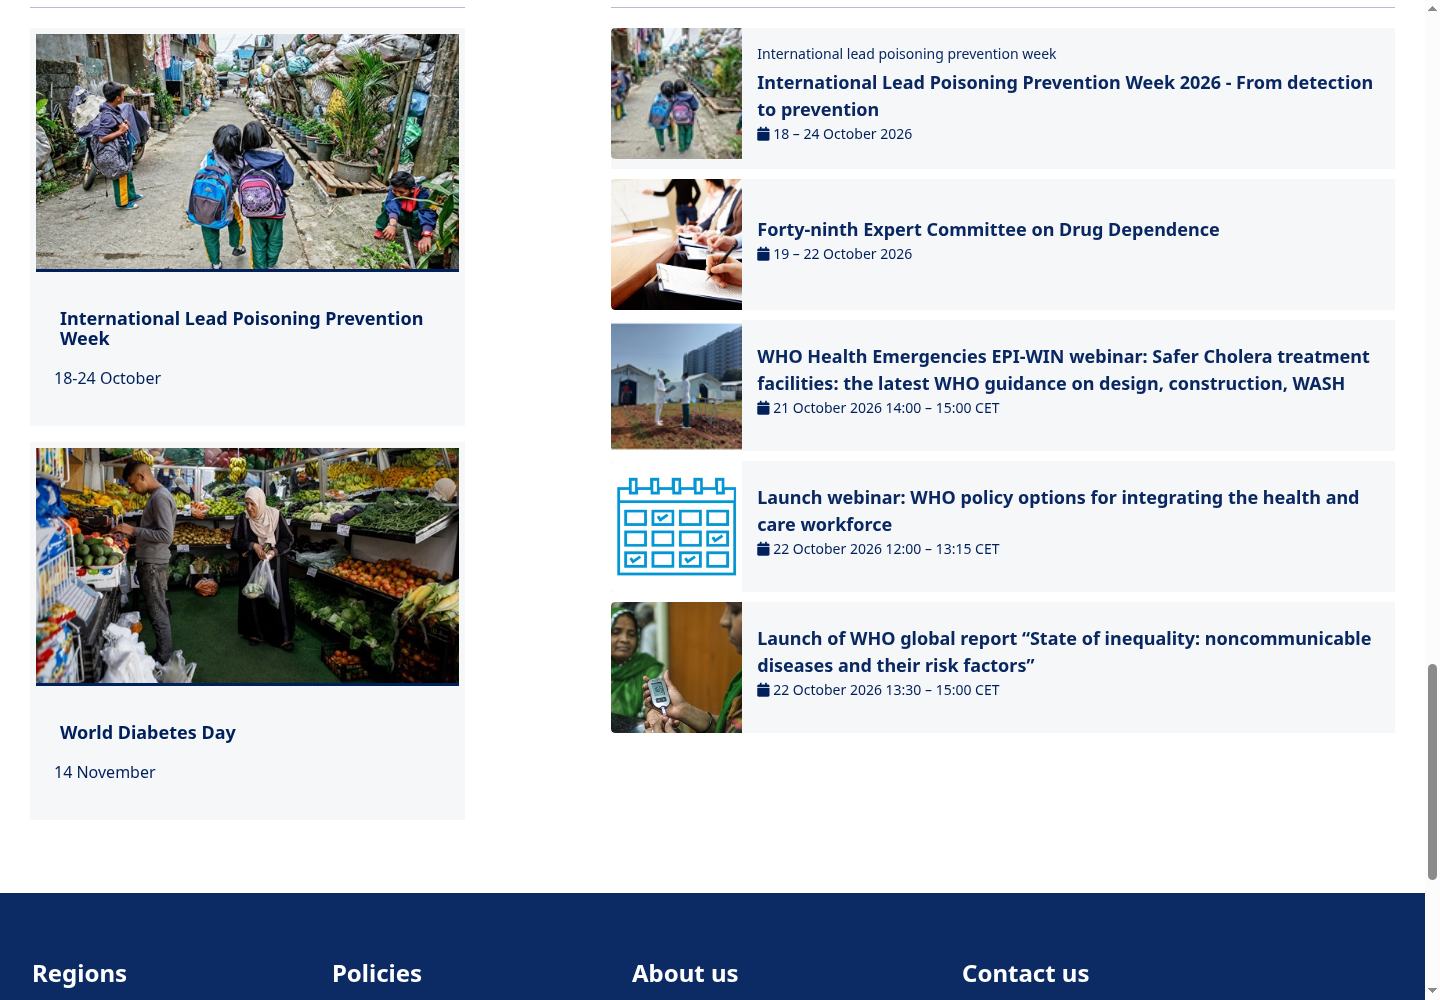 International Lead Poisoning Prevention
Week
18-24 October
World Diabetes Day
14 November
International lead poisoning prevention week
International Lead Poisoning Prevention Week 2026 - From detection
to prevention
18 – 24 October 2026
Forty-ninth Expert Committee on Drug Dependence
19 – 22 October 2026
WHO Health Emergencies EPI-WIN webinar: Safer Cholera treatment
facilities: the latest WHO guidance on design, construction, WASH
21 October 2026 14:00 – 15:00 CET
Launch webinar: WHO policy options for integrating the health and
care workforce
22 October 2026 12:00 – 13:15 CET
Launch of WHO global report “State of inequality: noncommunicable
diseases and their risk factors”
22 October 2026 13:30 – 15:00 CET
Regions
Policies
About us
Contact us